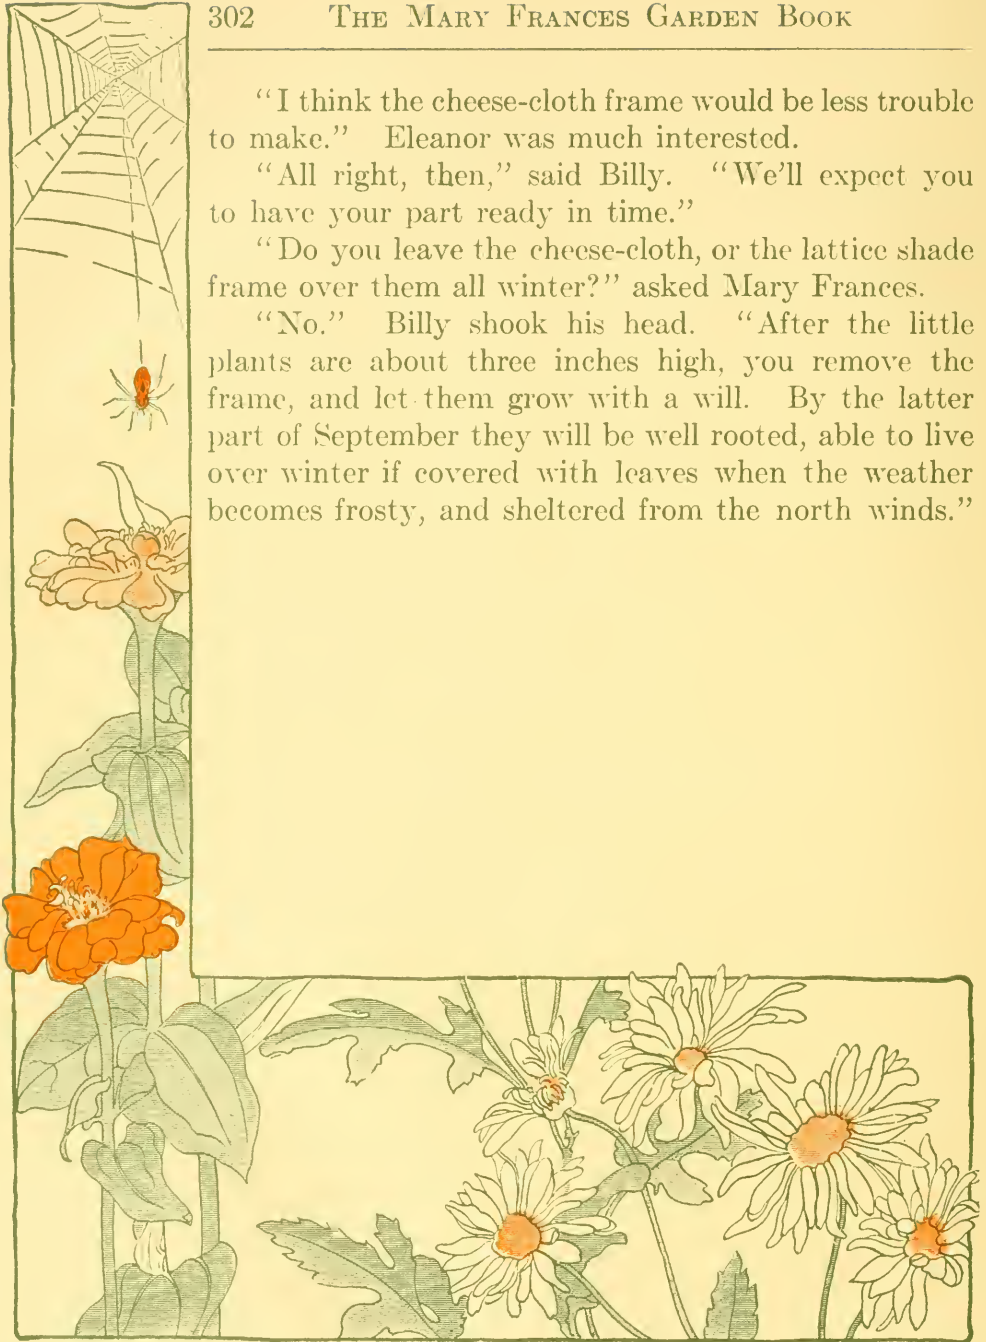 302 THE MARY FRANCES GARDEN BOOK
"I think the cheese-cloth frame would be less trouble
to make." Eleanor was much interested.
"All right, then," said Billy. "We'll expect you
to have your part ready in time."
"Do you leave the cheese-cloth, or the lattice shade
frame over them all winter?" asked Mary Frances.
"No." Billy shook his head. "After the little
plants are about three inches high, you remove the
frame, and let them grow with a will. By the latter
part of September they will be well rooted, able to live
over winter if covered with leaves when the weather
becomes frosty, and sheltered from the north winds."